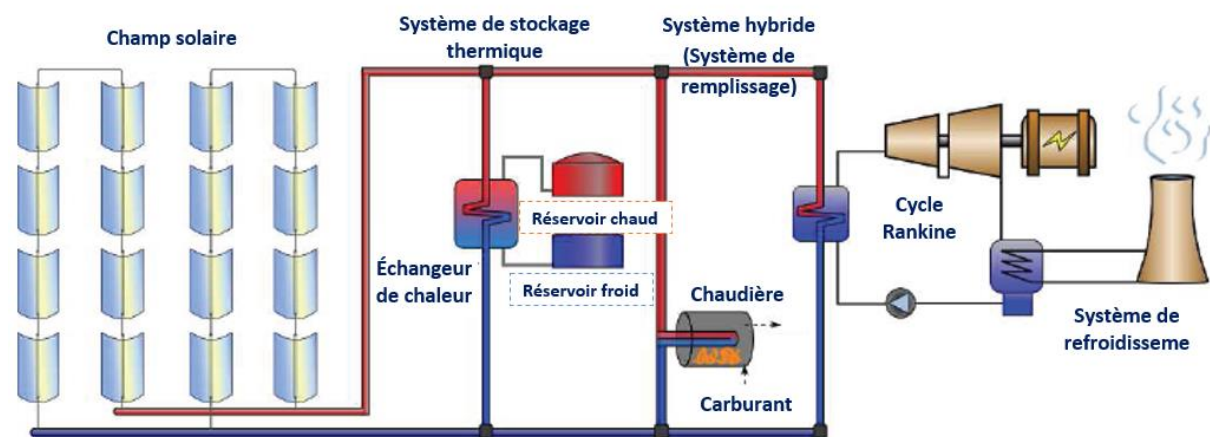 Champ solaire
Système de stockage
thermique
Système hybride
(Système de
remplissage)
Réservoir chaud
Réservoir froid
Échangeur
de chaleur
Chaudière
Carburant
Cycle
Rankine
Système de
refroidisseme